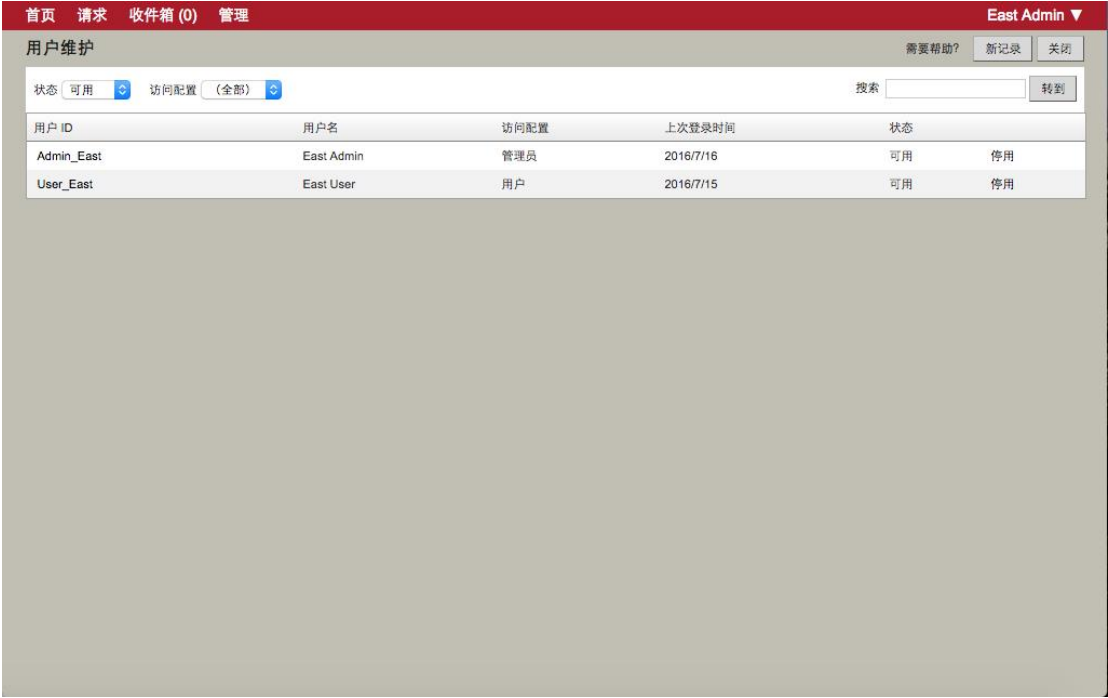 首页 请求 收件箱 (0) 管理 East Admin ▼
用户维护 需要帮助? 新记录 关闭
状态 可用 访问配置 (全部) 搜索 转到
用户 ID 用户名 访问配置 上次登录时间 状态
Admin_East East Admin 管理员 2016/7/16 可用 停用
User_East East User 用户 2016/7/15 可用 停用